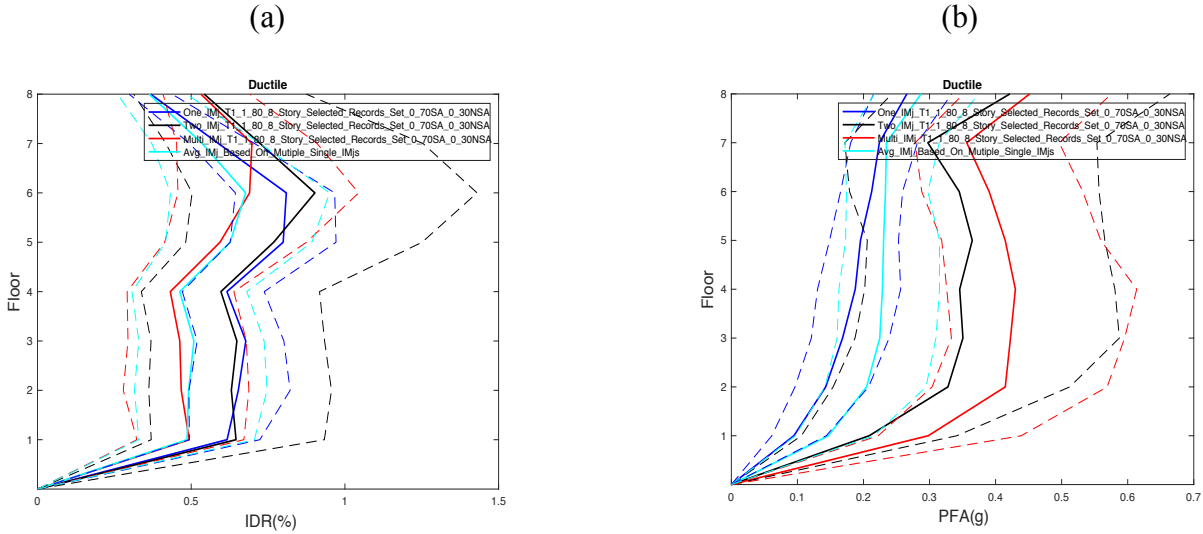 (a)
(b)
Ductile
8
7
6
5
4
3
2
1
Floor
One_IMj_T1_1_80_8_Story_Selected_Records_Set_0_70SA_0_30NSA
Two_IMj_T1_1_80_8_Story_Selected_Records_Set_0_70SA_0_30NSA
Multi_IMj_T1_1_80_8_Story_Selected_Records_Set_0_70SA_0_30NSA
Avg_IMj_Based_On_Mutiple_Single_IMjs
0 0.5 1 1.5
IDR(%)
Ductile
8
7
6
5
4
3
2
1
Floor
One_IMj_T1_1_80_8_Story_Selected_Records_Set_0_70SA_0_30NSA
Two_IMj_T1_1_80_8_Story_Selected_Records_Set_0_70SA_0_30NSA
Multi_IMj_T1_1_80_8_Story_Selected_Records_Set_0_70SA_0_30NSA
Avg_IMj_Based_On_Mutiple_Single_IMjs
0 0.1 0.2 0.3 0.4 0.5 0.6 0.7
PFA(g)